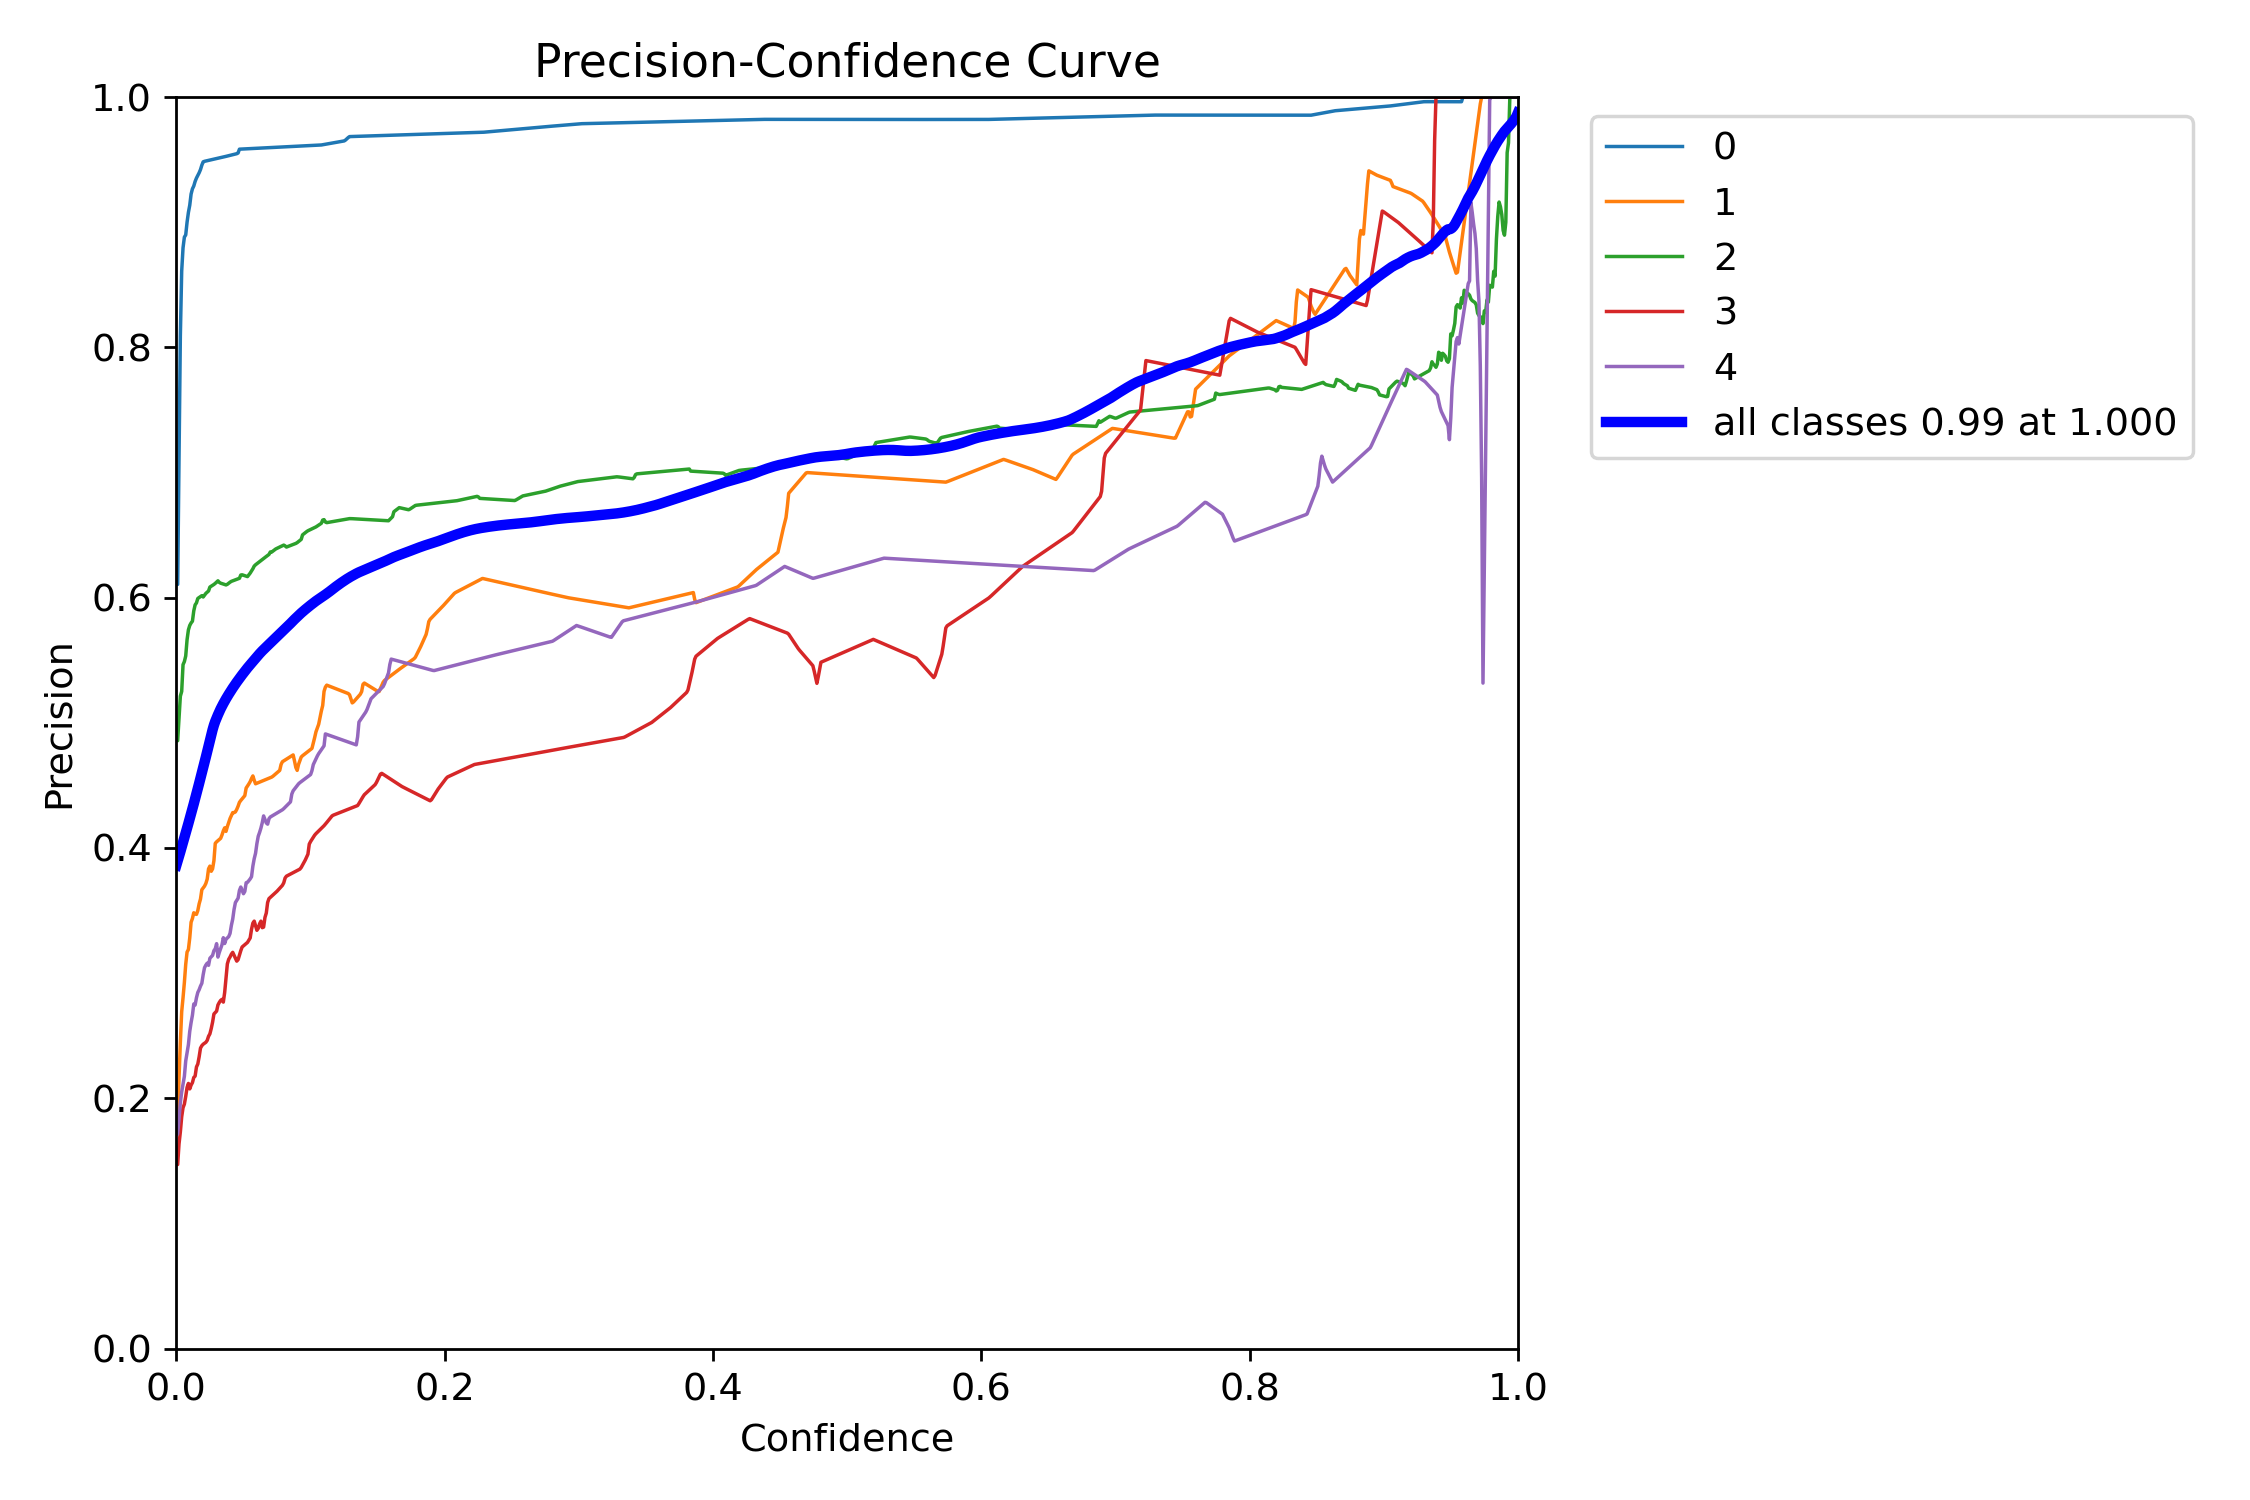 Precision-Confidence Curve
1.0
0.8
0.6
0.4
0.2
0.0
Precision
0.0 0.2 0.4 0.6 0.8 1.0
Confidence
0
1
2
3
4
all classes 0.99 at 1.000